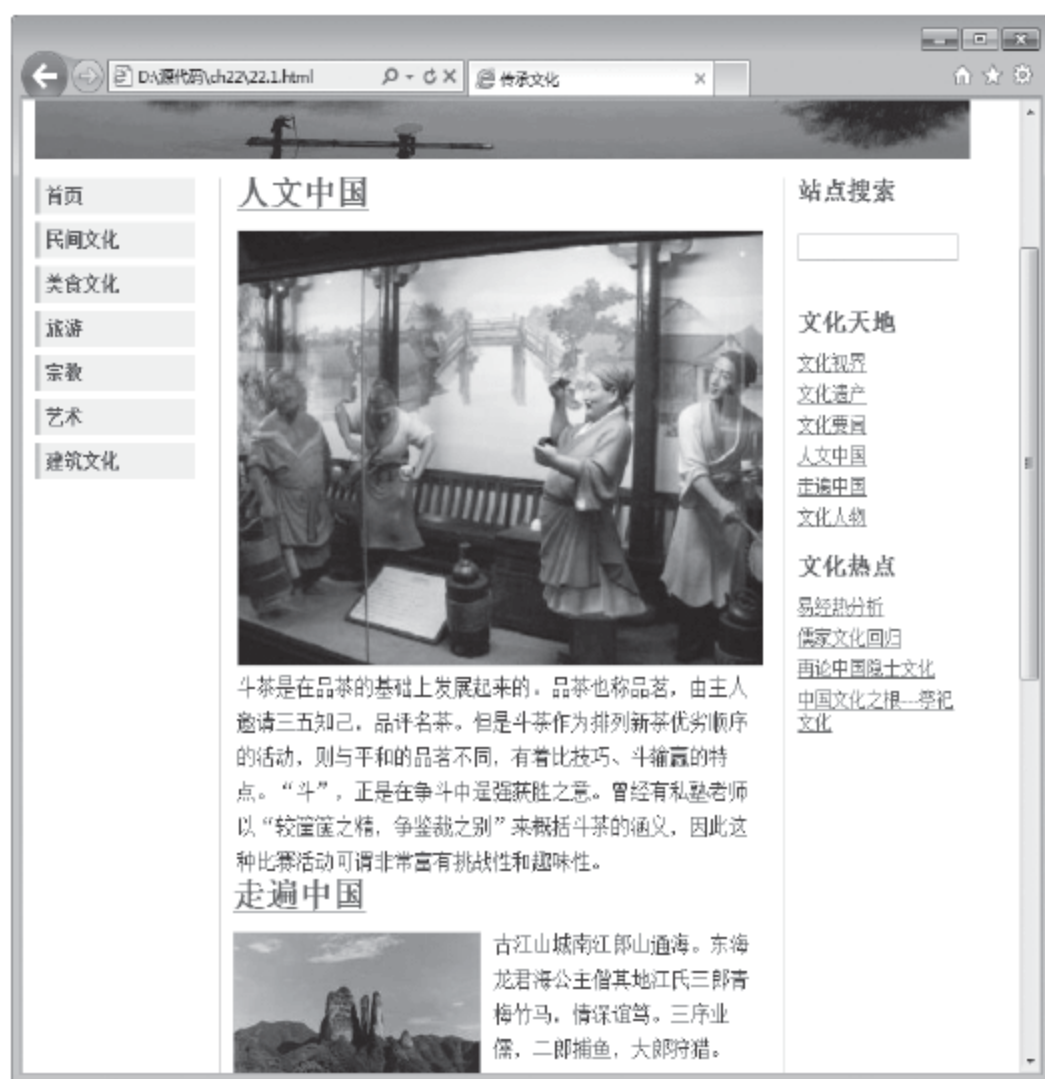 D:\源代码\ch22\22.1.html
传承文化
首页
民间文化
美食文化
旅游
宗教
艺术
建筑文化
人文中国
斗茶是在品茶的基础上发展起来的。品茶也称品茗，由主人
邀请三五知己，品评名茶。但是斗茶作为排列新茶优劣顺序
的活动，则与平和的品茗不同，有着比技巧、斗输赢的特
点。“斗”，正是在争斗中逞强获胜之意。曾经有私塾老师
以“较筐箧之精，争鉴裁之别”来概括斗茶的涵义，因此这
种比赛活动可谓非常富有挑战性和趣味性。
走遍中国
古江山城南江郎山通海。东海
龙君海公主偕其地江氏三郎青
梅竹马，情深谊笃。三序业
儒，二郎捕鱼，大郎狩猎。
站点搜索
文化天地
文化视界
文化遗产
文化要闻
人文中国
走遍中国
文化人物
文化热点
易经热分析
儒家文化回归
再论中国隐士文化
中国文化之根---祭祀
文化